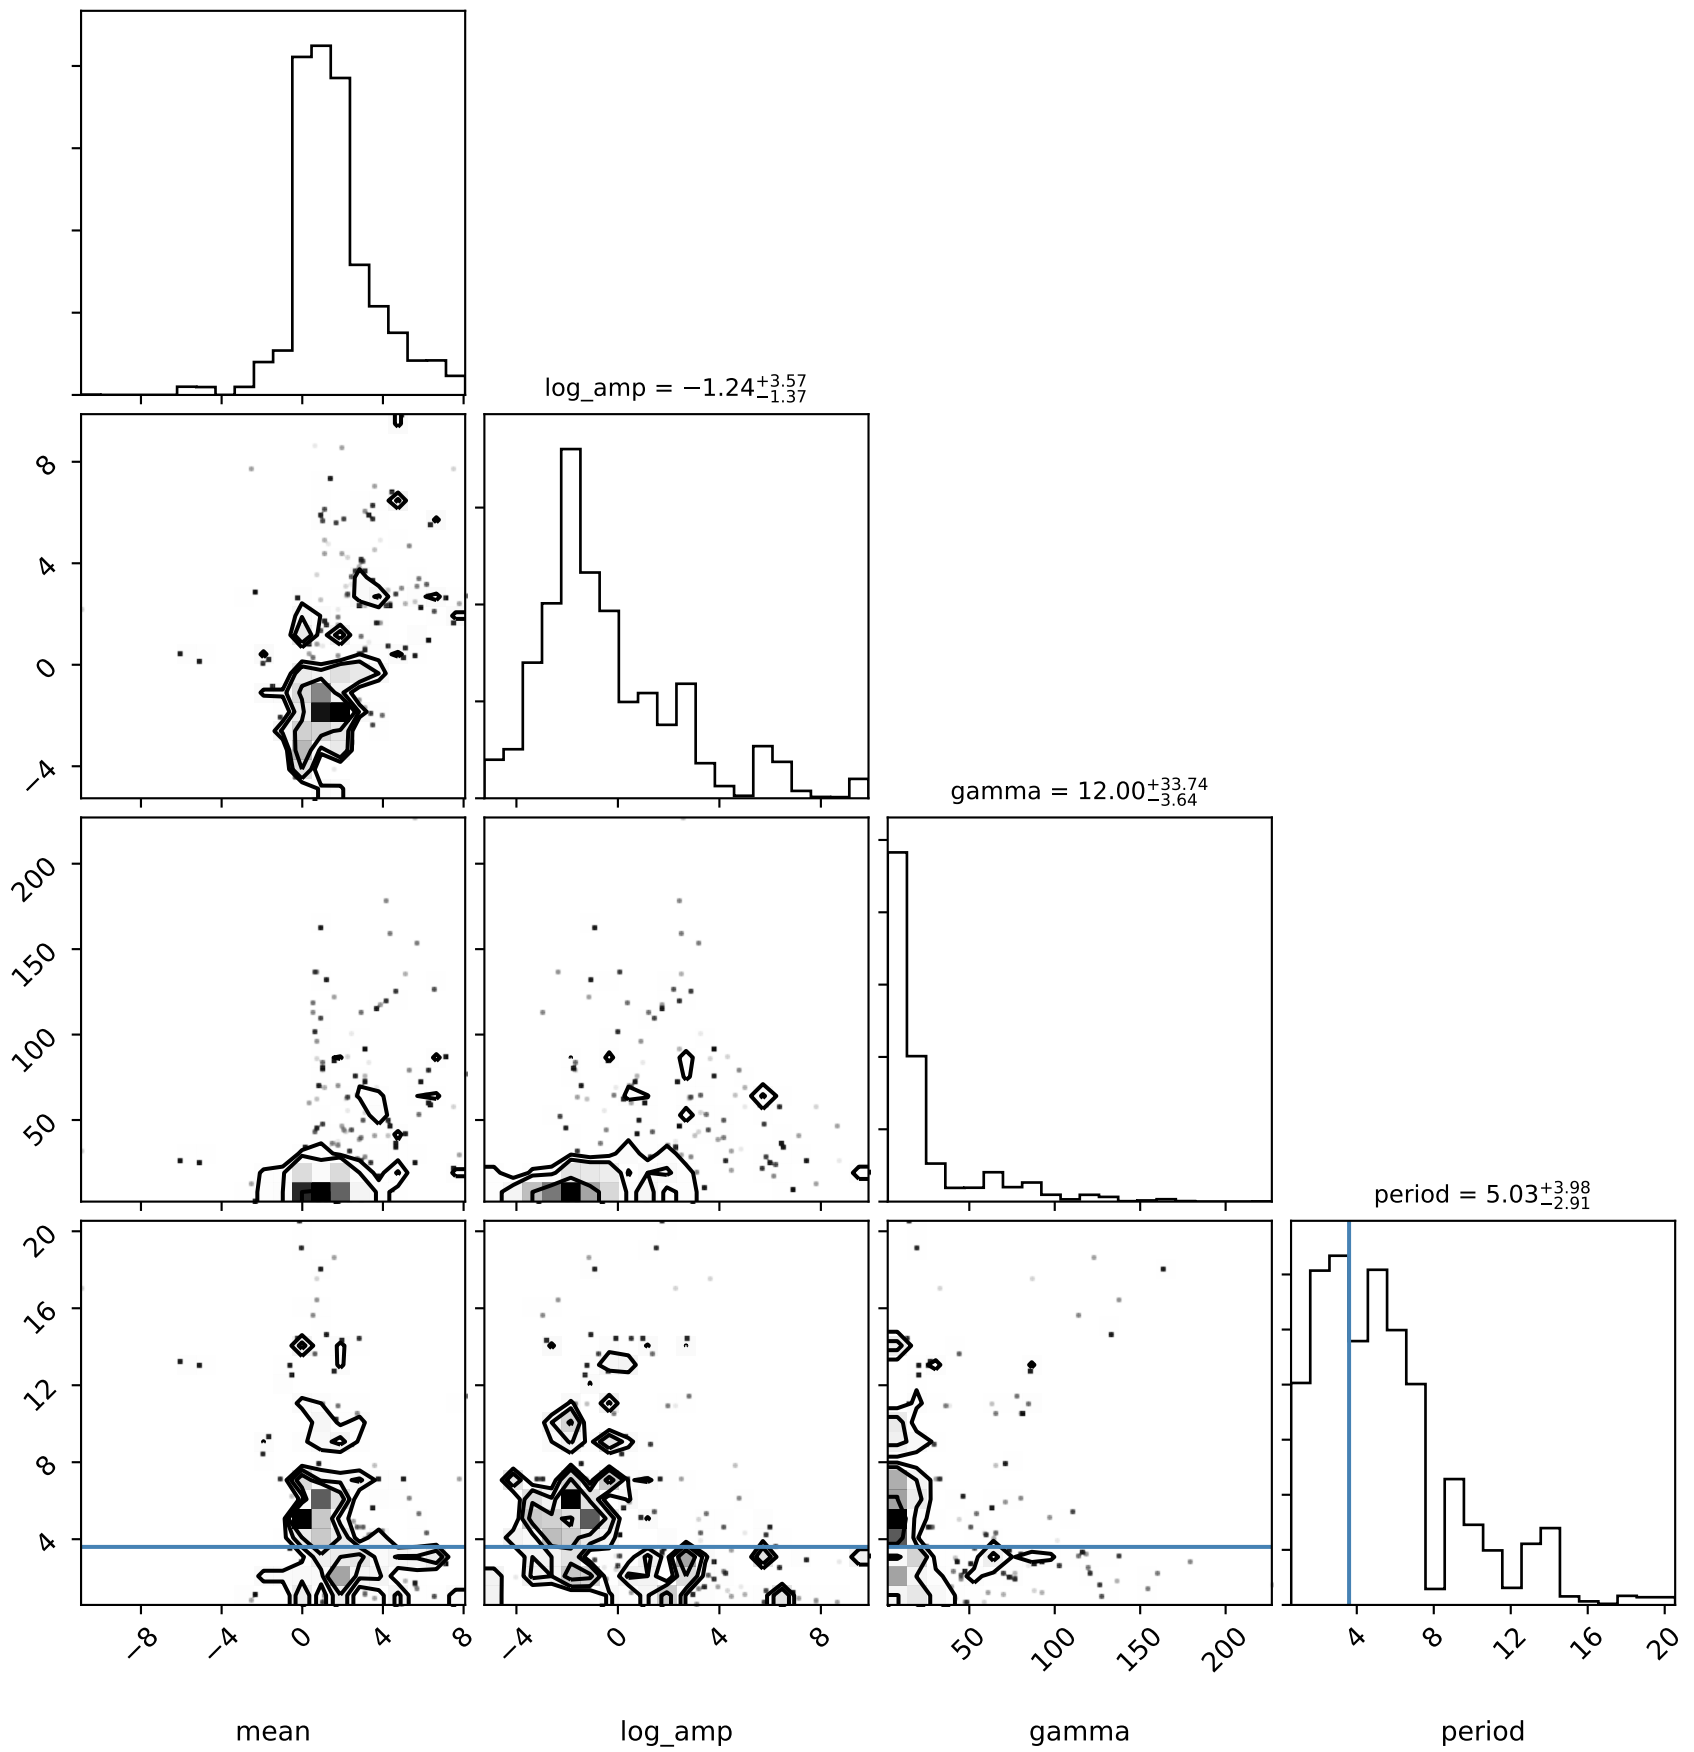 log_amp = −1.24+3.57−1.37
8
4
0
−4
gamma = 12.00+33.74−3.64
200
150
100
50
period = 5.03+3.98−2.91
20
16
12
8
4
−8 −4 0 4 8 −4 0 4 8 50 100 150 200 4 8 12 16 20
mean log_amp gamma period